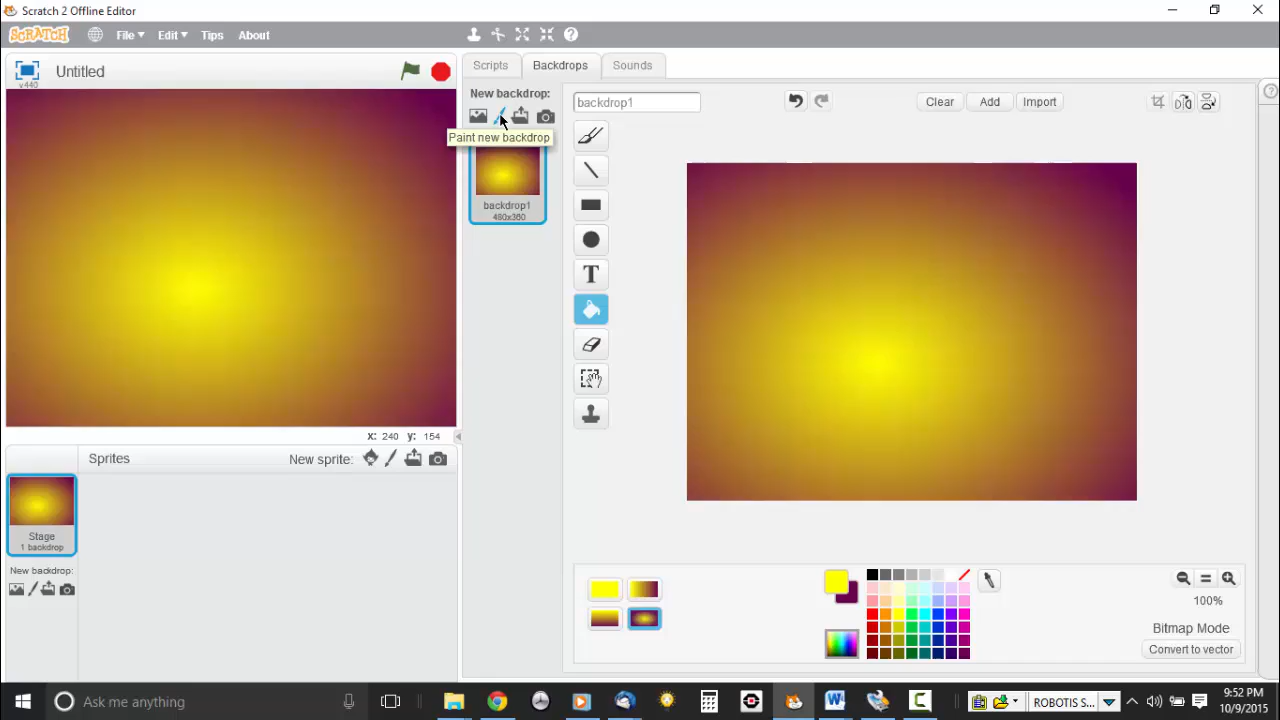 Scratch 2 Offline Editor
SCRATCH File Edit Tips About
v440 Untitled
Scripts Backdrops Sounds
New backdrop:
Paint new backdrop
backdrop1
480x360
backdrop1
Clear Add Import
T
x: 240 y: 154
Sprites New sprite:
Stage
1 backdrop
New backdrop:
100%
Bitmap Mode
Convert to vector
Ask me anything
ROBOTIS S...
9:52 PM
10/9/2015